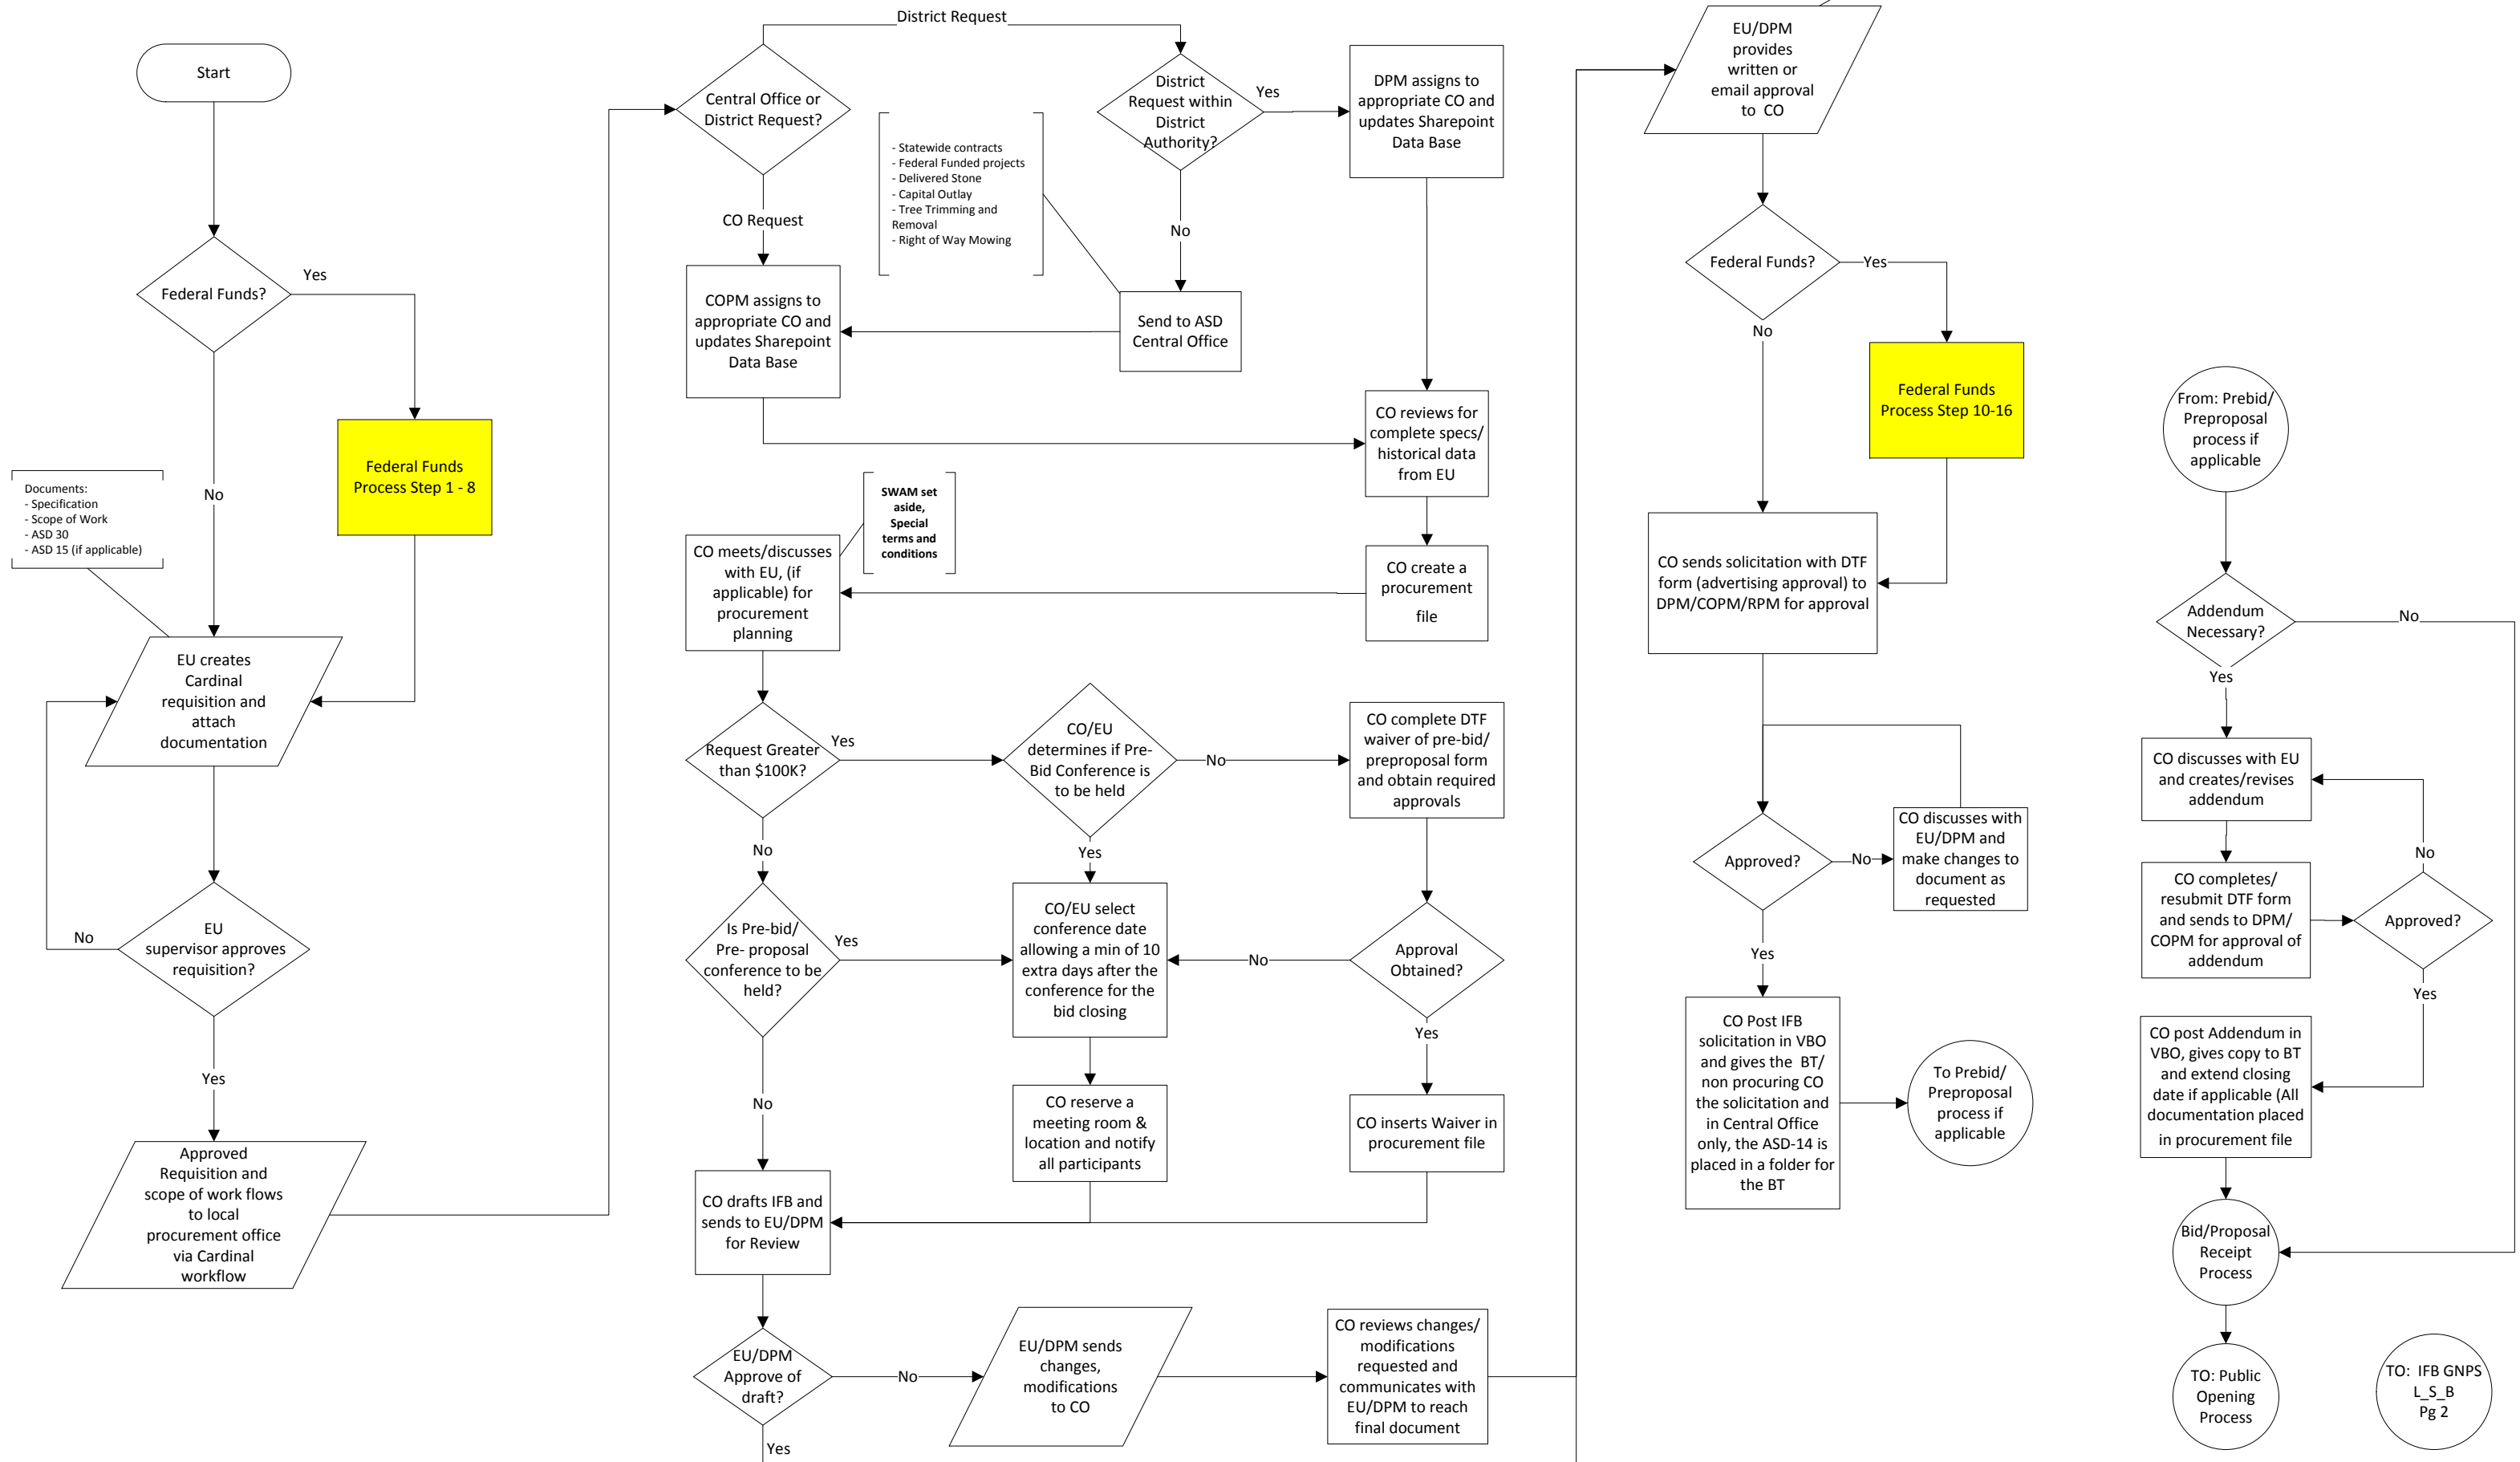 Start
Federal Funds?
Yes
No
Federal Funds
Process Step 1 - 8
Documents:
- Specification
- Scope of Work
- ASD 30
- ASD 15 (if applicable)
EU creates
Cardinal
requisition and
attach
documentation
EU
supervisor approves
requisition?
No
Yes
Approved
Requisition and
scope of work flows
to local
procurement office
via Cardinal
workflow
District Request
Central Office or
District Request?
CO Request
District
Request within
District
Authority?
Yes
No
DPM assigns to
appropriate CO and
updates Sharepoint
Data Base
- Statewide contracts
- Federal Funded projects
- Delivered Stone
- Capital Outlay
- Tree Trimming and
Removal
- Right of Way Mowing
COPM assigns to
appropriate CO and
updates Sharepoint
Data Base
Send to ASD
Central Office
CO reviews for
complete specs/
historical data
from EU
SWAM set
aside,
Special
terms and
conditions
CO meets/discusses
with EU, (if
applicable) for
procurement
planning
CO create a
procurement
file
Request Greater
than $100K?
Yes
No
CO/EU
determines if Pre-
Bid Conference is
to be held
No
Yes
CO complete DTF
waiver of pre-bid/
preproposal form
and obtain required
approvals
Is Pre-bid/
Pre- proposal
conference to be
held?
Yes
No
CO/EU select
conference date
allowing a min of 10
extra days after the
conference for the
bid closing
No
Approval
Obtained?
Yes
CO reserve a
meeting room &
location and notify
all participants
CO inserts Waiver in
procurement file
CO drafts IFB and
sends to EU/DPM
for Review
EU/DPM
Approve of
draft?
No
Yes
EU/DPM sends
changes,
modifications
to CO
CO reviews changes/
modifications
requested and
communicates with
EU/DPM to reach
final document
EU/DPM
provides
written or
email approval
to CO
Federal Funds?
Yes
No
Federal Funds
Process Step 10-16
CO sends solicitation with DTF
form (advertising approval) to
DPM/COPM/RPM for approval
Approved?
No
Yes
CO discusses with
EU/DPM and
make changes to
document as
requested
CO Post IFB
solicitation in VBO
and gives the BT/
non procuring CO
the solicitation and
in Central Office
only, the ASD-14 is
placed in a folder for
the BT
To Prebid/
Preproposal
process if
applicable
From: Prebid/
Preproposal
process if
applicable
Addendum
Necessary?
No
Yes
CO discusses with EU
and creates/revises
addendum
CO completes/
resubmit DTF form
and sends to DPM/
COPM for approval of
addendum
No
Approved?
Yes
CO post Addendum in
VBO, gives copy to BT
and extend closing
date if applicable (All
documentation placed
in procurement file
Bid/Proposal
Receipt
Process
TO: Public
Opening
Process
TO: IFB GNPS
L_S_B
Pg 2